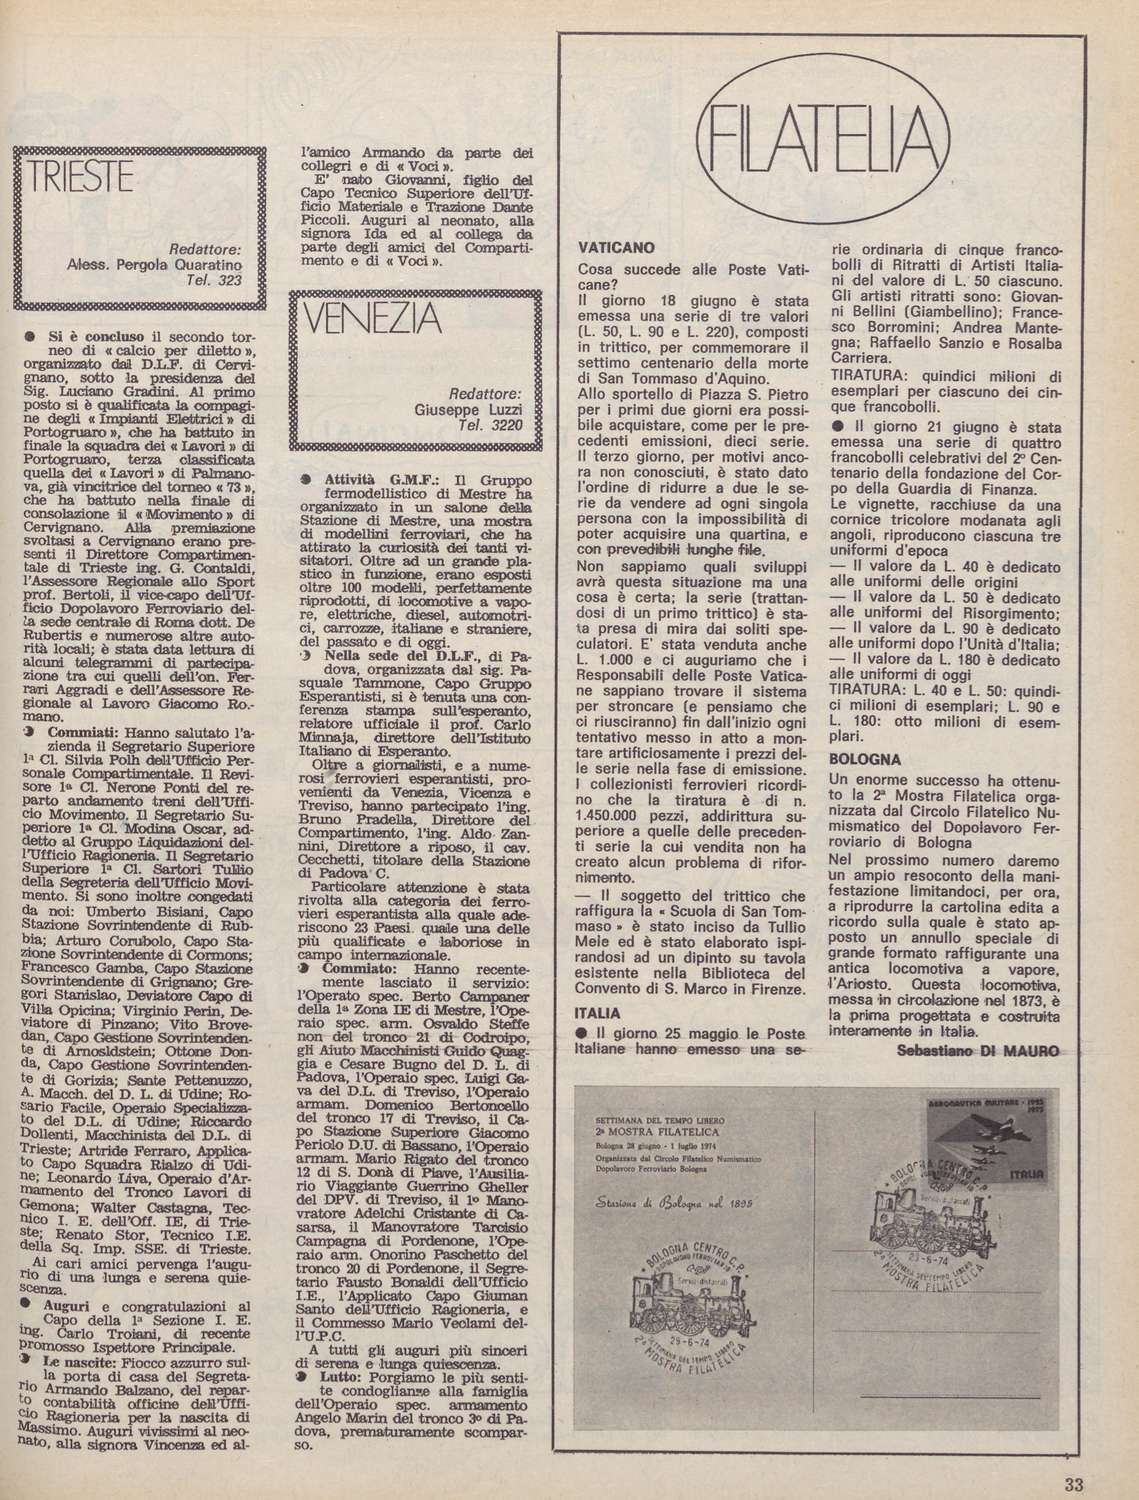 TRIESTE
Redattore:
Aless. Pergola Quaratino
Tel. 323
● Si è concluso il secondo tor-
neo di « calcio per diletto »,
organizzato dal D.L.F. di Cervi-
gnano, sotto la presidenza del
Sig. Luciano Gradini. Al primo
posto si è qualificata la compagi-
ne degli « Impianti Elettrici » di
Portogruaro », che ha battuto in
finale la squadra dei « Lavori » di
Portogruaro, terza classificata
quella dei « Lavori » di Palmano-
va, già vincitrice del torneo « 73 »,
che ha battuto nella finale di
consolazione il « Movimento » di
Cervignano. Alla premiazione
svoltasi a Cervignano erano pre-
senti il Direttore Compartimen-
tale di Trieste ing. G. Contaldi,
l'Assessore Regionale allo Sport
prof. Bertoli, il vice-capo dell'Uf-
ficio Dopolavoro Ferroviario del-
la sede centrale di Roma dott. De
Rubertis e numerose altre auto-
rità locali; è stata data lettura di
alcuni telegrammi di partecipa-
zione tra cui quelli dell'on. Fer-
rari Aggradi e dell'Assessore Re-
gionale al Lavoro Giacomo Ro-
mano.
● Commiati: Hanno salutato l'a-
zienda il Segretario Superiore
1ª Cl. Silvia Polh dell'Ufficio Per-
sonale Compartimentale. Il Revi-
sore 1ª Cl. Nerone Ponti del re-
parto andamento treni dell'Uffi-
cio Movimento. Il Segretario Su-
periore 1ª Cl. Modina Oscar, ad-
detto al Gruppo Liquidazioni del-
l'Ufficio Ragioneria. Il Segretario
Superiore 1ª Cl. Sartori Tullio
della Segreteria dell'Ufficio Movi-
mento. Si sono inoltre congedati
da noi: Umberto Bisiani, Capo
Stazione Sovrintendente di Rub-
bia; Arturo Corubolo, Capo Sta-
zione Sovrintendente di Cormons;
Francesco Gamba, Capo Stazione
Sovrintendente di Grignano; Gre-
gori Stanislao, Deviatore Capo di
Villa Opicina; Virginio Perin, De-
viatore di Pinzano; Vito Brove-
dan, Capo Gestione Sovrintenden-
te di Arnosldstein; Ottone Don-
da, Capo Gestione Sovrintenden-
te di Gorizia; Sante Pettenuzzo,
A. Macch. del D. L. di Udine; Ro-
sario Facile, Operaio Specializza-
to del D.L. di Udine; Riccardo
Dollenti, Macchinista del D.L. di
Trieste; Artride Ferraro, Applica-
to Capo Squadra Rialzo di Udi-
ne; Leonardo Liva, Operaio d'Ar-
mamento del Tronco Lavori di
Gemona; Walter Castagna, Tec-
nico I. E. dell'Off. IE, di Trie-
ste; Renato Stor, Tecnico I.E.
della Sq. Imp. SSE. di Trieste.
Ai cari amici pervenga l'augu-
rio di una lunga e serena quie-
scenza.
● Auguri e congratulazioni al
Capo della 1ª Sezione I. E.
ing. Carlo Troiani, di recente
promosso Ispettore Principale.
● Le nascite: Fiocco azzurro sul-
la porta di casa del Segreta-
rio Armando Balzano, del repar-
to contabilità officine dell'Uffi-
cio Ragioneria per la nascita di
Massimo. Auguri vivissimi al neo-
nato, alla signora Vincenza ed al-
l'amico Armando da parte dei
collegri e di « Voci ».
E' nato Giovanni, figlio del
Capo Tecnico Superiore dell'Uf-
ficio Materiale e Trazione Dante
Piccoli. Auguri al neonato, alla
signora Ida ed al collega da
parte degli amici del Comparti-
mento e di « Voci ».
VENEZIA
Redattore:
Giuseppe Luzzi
Tel. 3220
● Attività G.M.F.: Il Gruppo
fermodellistico di Mestre ha
organizzato in un salone della
Stazione di Mestre, una mostra
di modellini ferroviari, che ha
attirato la curiosità dei tanti vi-
sitatori. Oltre ad un grande pla-
stico in funzione, erano esposti
oltre 100 modelli, perfettamente
riprodotti, di locomotive a vapo-
re, elettriche, diesel, automotri-
ci, carrozze, italiane e straniere,
del passato e di oggi.
● Nella sede del D.L.F., di Pa-
dova, organizzata dal sig. Pa-
squale Tammone, Capo Gruppo
Esperantisti, si è tenuta una con-
ferenza stampa sull'esperanto,
relatore ufficiale il prof. Carlo
Minnaja, direttore dell'Istituto
Italiano di Esperanto.
Oltre a giornalisti, e a nume-
rosi ferrovieri esperantisti, pro-
venienti da Venezia, Vicenza e
Treviso, hanno partecipato l'ing.
Bruno Pradella, Direttore del
Compartimento, l'ing. Aldo Zan-
nini, Direttore a riposo, il cav.
Cecchetti, titolare della Stazione
di Padova C.
Particolare attenzione è stata
rivolta alla categoria dei ferro-
vieri esperantista alla quale ade-
riscono 23 Paesi quale una delle
più qualificate e laboriose in
campo internazionale.
● Commiato: Hanno recente-
mente lasciato il servizio:
l'Operato spec. Berto Campaner
della 1ª Zona IE di Mestre, l'Ope-
raio spec. arm. Osvaldo Steffe
non del tronco 21 di Codroipo,
gli Aiuto Macchinisti Guido Quag-
gia e Cesare Bugno del D. L. di
Padova, l'Operaio spec. Luigi Ga-
va del D.L. di Treviso, l'Operaio
armam. Domenico Bertoncello
del tronco 17 di Treviso, il Ca-
po Stazione Superiore Giacomo
Periolo D.U. di Bassano, l'Operaio
armam. Mario Rigato del tronco
12 di S. Donà di Piave, l'Ausilia-
rio Viaggiante Guerrino Gheller
del DPV. di Treviso, il 1º Mano-
vratore Adelchi Cristante di Ca-
sarsa, il Manovratore Tarcisio
Campagna di Pordenone, l'Ope-
raio arm. Onorino Paschetto del
tronco 20 di Pordenone, il Segre-
tario Fausto Bonaldi dell'Ufficio
I.E., l'Applicato Capo Giuman
Santo dell'Ufficio Ragioneria, e
il Commesso Mario Veclami del-
l'U.P.C.
A tutti gli auguri più sinceri
di serena e lunga quiescenza.
● Lutto: Porgiamo le più senti-
te condoglianze alla famiglia
dell'Operaio spec. armamento
Angelo Marin del tronco 3º di Pa-
dova, prematuramente scompar-
so.
FILATELIA
VATICANO
Cosa succede alle Poste Vati-
cane?
Il giorno 18 giugno è stata
emessa una serie di tre valori
(L. 50, L. 90 e L. 220), composti
in trittico, per commemorare il
settimo centenario della morte
di San Tommaso d'Aquino.
Allo sportello di Piazza S. Pietro
per i primi due giorni era possi-
bile acquistare, come per le pre-
cedenti emissioni, dieci serie.
Il terzo giorno, per motivi anco-
ra non conosciuti, è stato dato
l'ordine di ridurre a due le se-
rie da vendere ad ogni singola
persona con la impossibilità di
poter acquisire una quartina, e
con prevedibili lunghe file.
Non sappiamo quali sviluppi
avrà questa situazione ma una
cosa è certa; la serie (trattan-
dosi di un primo trittico) è sta-
ta presa di mira dai soliti spe-
culatori. E' stata venduta anche
L. 1.000 e ci auguriamo che i
Responsabili delle Poste Vatica-
ne sappiano trovare il sistema
per stroncare (e pensiamo che
ci riusciranno) fin dall'inizio ogni
tentativo messo in atto a mon-
tare artificiosamente i prezzi del-
le serie nella fase di emissione.
I collezionisti ferrovieri ricordi-
no che la tiratura è di n.
1.450.000 pezzi, addirittura su-
periore a quelle delle preceden-
ti serie la cui vendita non ha
creato alcun problema di rifor-
nimento.
— Il soggetto del trittico che
raffigura la « Scuola di San Tom-
maso » è stato inciso da Tullio
Mele ed è stato elaborato ispi-
randosi ad un dipinto su tavola
esistente nella Biblioteca del
Convento di S. Marco in Firenze.
ITALIA
● Il giorno 25 maggio le Poste
Italiane hanno emesso una se-
rie ordinaria di cinque franco-
bolli di Ritratti di Artisti Italia-
ni del valore di L. 50 ciascuno.
Gli artisti ritratti sono: Giovan-
ni Bellini (Giambellino); France-
sco Borromini; Andrea Mante-
gna; Raffaello Sanzio e Rosalba
Carriera.
TIRATURA: quindici milioni di
esemplari per ciascuno dei cin-
que francobolli.
● Il giorno 21 giugno è stata
emessa una serie di quattro
francobolli celebrativi del 2º Cen-
tenario della fondazione del Cor-
po della Guardia di Finanza.
Le vignette, racchiuse da una
cornice tricolore modanata agli
angoli, riproducono ciascuna tre
uniformi d'epoca
— Il valore da L. 40 è dedicato
alle uniformi delle origini
— Il valore da L. 50 è dedicato
alle uniformi del Risorgimento;
— Il valore da L. 90 è dedicato
alle uniformi dopo l'Unità d'Italia;
— Il valore da L. 180 è dedicato
alle uniformi di oggi
TIRATURA: L. 40 e L. 50: quindi-
ci milioni di esemplari; L. 90 e
L. 180: otto milioni di esem-
plari.
BOLOGNA
Un enorme successo ha ottenu-
to la 2ª Mostra Filatelica orga-
nizzata dal Circolo Filatelico Nu-
mismatico del Dopolavoro Fer-
roviario di Bologna
Nel prossimo numero daremo
un ampio resoconto della mani-
festazione limitandoci, per ora,
a riprodurre la cartolina edita a
ricordo sulla quale è stato ap-
posto un annullo speciale di
grande formato raffigurante una
antica locomotiva a vapore,
l'Ariosto. Questa locomotiva,
messa in circolazione nel 1873, è
la prima progettata e costruita
interamente in Italia.
Sebastiano DI MAURO
SETTIMANA DEL TEMPO LIBERO
2ª MOSTRA FILATELICA
Bologna 28 giugno - 1 luglio 1974
Organizzata dal Circolo Filatelico Numismatico
Dopolavoro Ferroviario Bologna
Stazione di Bologna nel 1895
AERONAUTICA MILITARE · 1923
1973
ITALIA
BOLOGNA CENTRO C.P.
Servizi distaccati
29-6-74
SETTIMANA DEL TEMPO LIBERO
2ª MOSTRA FILATELICA
BOLOGNA CENTRO C.P.
DOPOLAVORO FERROVIARIO
Servizi distaccati
29-6-74
SETTIMANA DEL TEMPO LIBERO
2ª MOSTRA FILATELICA
33